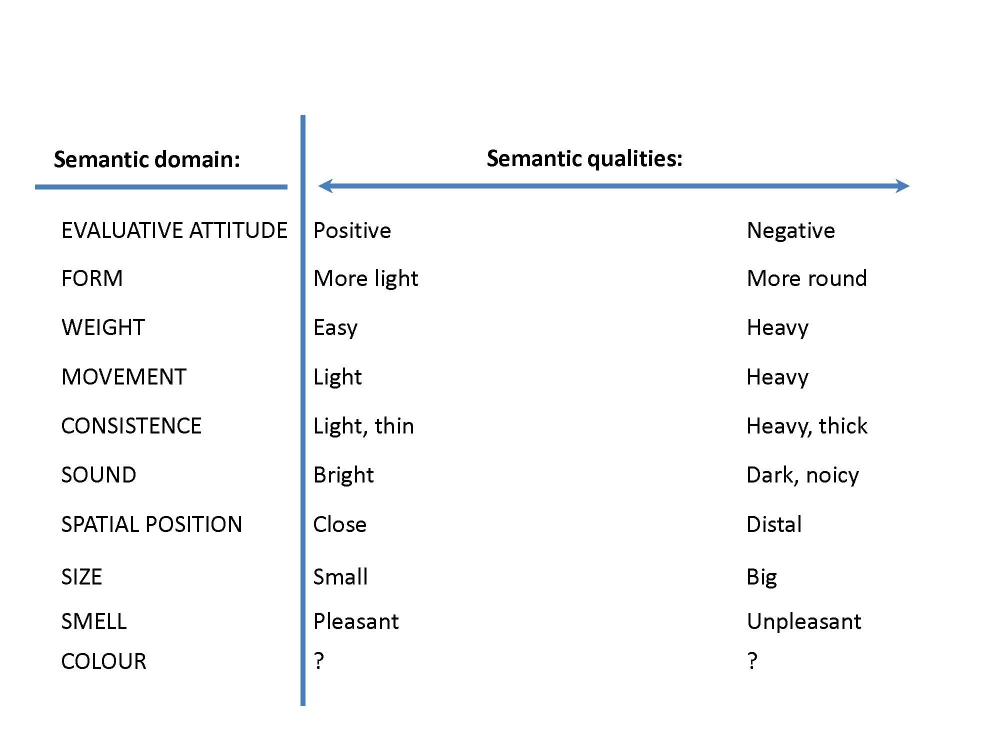 Semantic domain: Semantic qualities:
EVALUATIVE ATTITUDE Positive Negative
FORM More light More round
WEIGHT Easy Heavy
MOVEMENT Light Heavy
CONSISTENCE Light, thin Heavy, thick
SOUND Bright Dark, noicy
SPATIAL POSITION Close Distal
SIZE Small Big
SMELL Pleasant Unpleasant
COLOUR ? ?